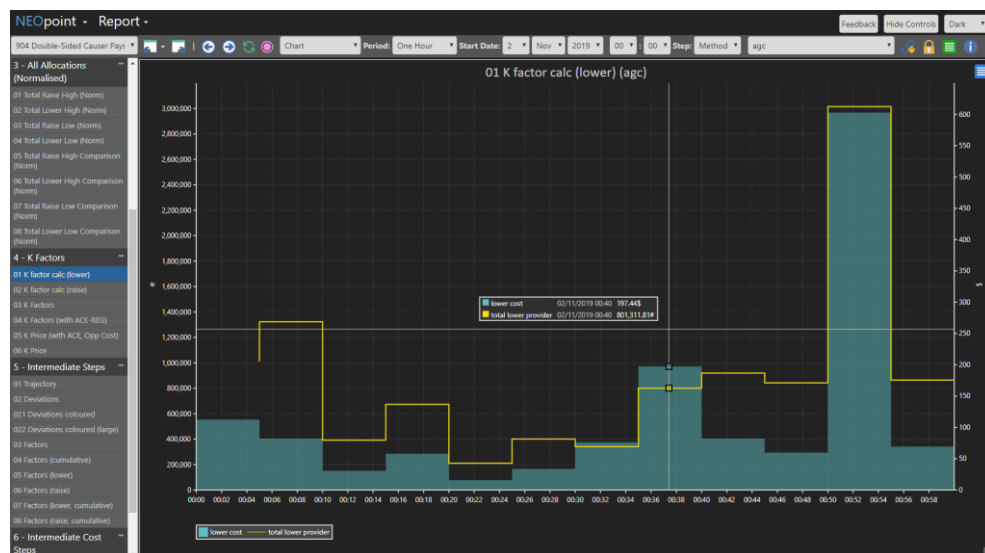 NEOpoint - Report -
Feedback Hide Controls Dark
904 Double-Sided Causer Pays Chart Period: One Hour Start Date: 2 Nov 2019 00 : 00 Step: Method agc
3 - All Allocations
(Normalised)
01 Total Raise High (Norm)
02 Total Lower High (Norm)
03 Total Raise Low (Norm)
04 Total Lower Low (Norm)
05 Total Raise High Comparison
(Norm)
06 Total Lower High Comparison
(Norm)
07 Total Raise Low Comparison
(Norm)
08 Total Lower Low Comparison
(Norm)
4 - K Factors
01 K factor calc (lower)
02 K factor calc (raise)
03 K Factors
04 K Factors (with ACE-REG)
05 K Price (with ACE, Opp Cost)
06 K Price
5 - Intermediate Steps
01 Trajectory
02 Deviations
021 Deviations coloured
022 Deviations coloured (large)
03 Factors
04 Factors (cumulative)
05 Factors (lower)
06 Factors (raise)
07 Factors (lower, cumulative)
08 Factors (raise, cumulative)
6 - Intermediate Cost
Steps
01 K factor calc (lower) (agc)
3,000,000
2,800,000
2,600,000
2,400,000
2,200,000
2,000,000
1,800,000
1,600,000
1,400,000
1,200,000
1,000,000
800,000
600,000
400,000
200,000
0
#
lower cost 02/11/2019 00:40 197.44$
total lower provider 02/11/2019 00:40 801,311.81#
600
550
500
450
400
350
300
250
200
150
100
50
0
$
00:00 00:02 00:04 00:06 00:08 00:10 00:12 00:14 00:16 00:18 00:20 00:22 00:24 00:26 00:28 00:30 00:32 00:34 00:36 00:38 00:40 00:42 00:44 00:46 00:48 00:50 00:52 00:54 00:56 00:58
lower cost total lower provider